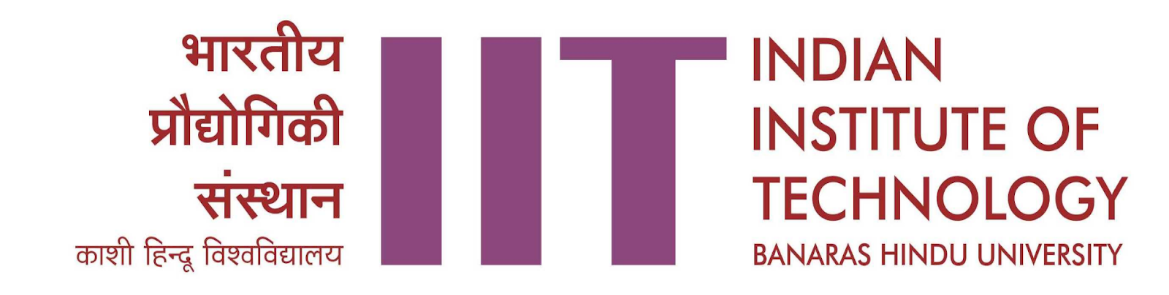 भारतीय
प्रौद्योगिकी
संस्थान
काशी हिन्दू विश्वविद्यालय
IIT
INDIAN
INSTITUTE OF
TECHNOLOGY
BANARAS HINDU UNIVERSITY